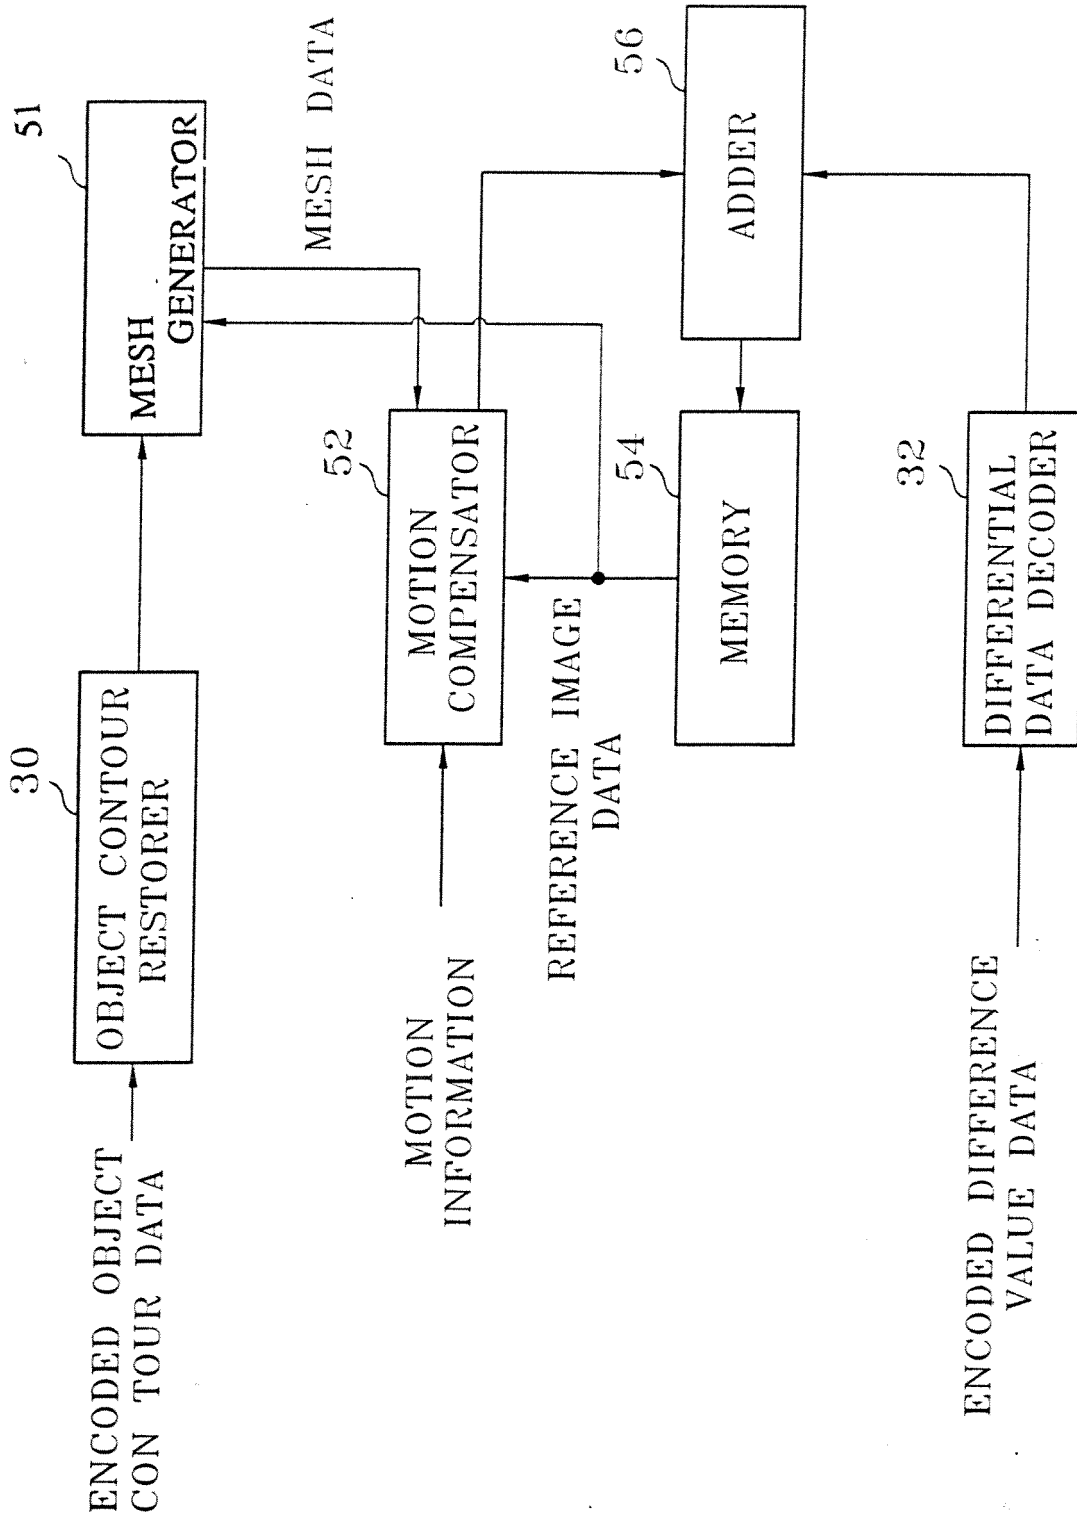 ENCODED OBJECT
CON TOUR DATA
30
OBJECT CONTOUR
RESTORER
51
MESH
GENERATOR
MESH DATA
MOTION
INFORMATION
52
MOTION
COMPENSATOR
REFERENCE IMAGE
DATA
54
MEMORY
56
ADDER
ENCODED DIFFERENCE
VALUE DATA
32
DIFFERENTIAL
DATA DECODER